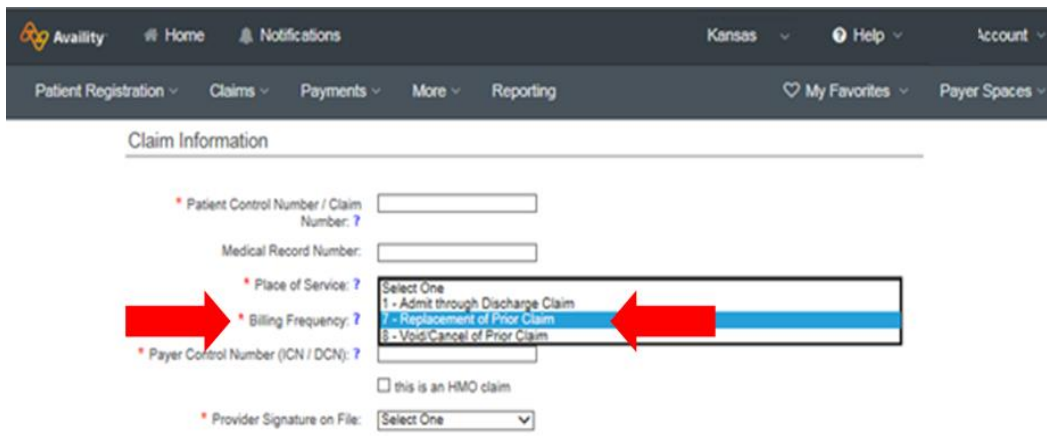 Availity Home Notifications Kansas Help Account
Patient Registration Claims Payments More Reporting My Favorites Payer Spaces
Claim Information
* Patient Control Number / Claim
Number: ?
Medical Record Number:
* Place of Service: ?
Select One
1 - Admit through Discharge Claim
* Billing Frequency: ? 7 - Replacement of Prior Claim
8 - Void/Cancel of Prior Claim
* Payer Control Number (ICN / DCN): ?
this is an HMO claim
* Provider Signature on File: Select One